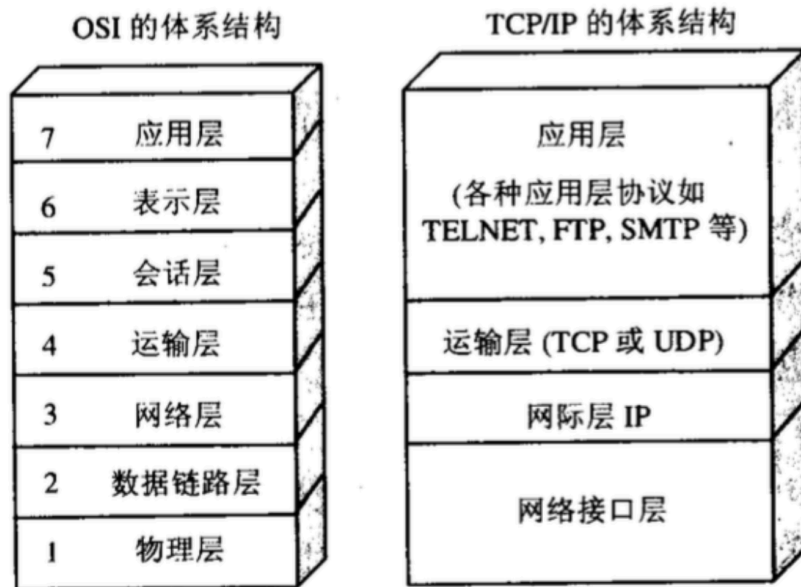 OSI 的体系结构
7 应用层
6 表示层
5 会话层
4 运输层
3 网络层
2 数据链路层
1 物理层
TCP/IP 的体系结构
应用层
(各种应用层协议如
TELNET, FTP, SMTP 等)
运输层 (TCP 或 UDP)
网际层 IP
网络接口层